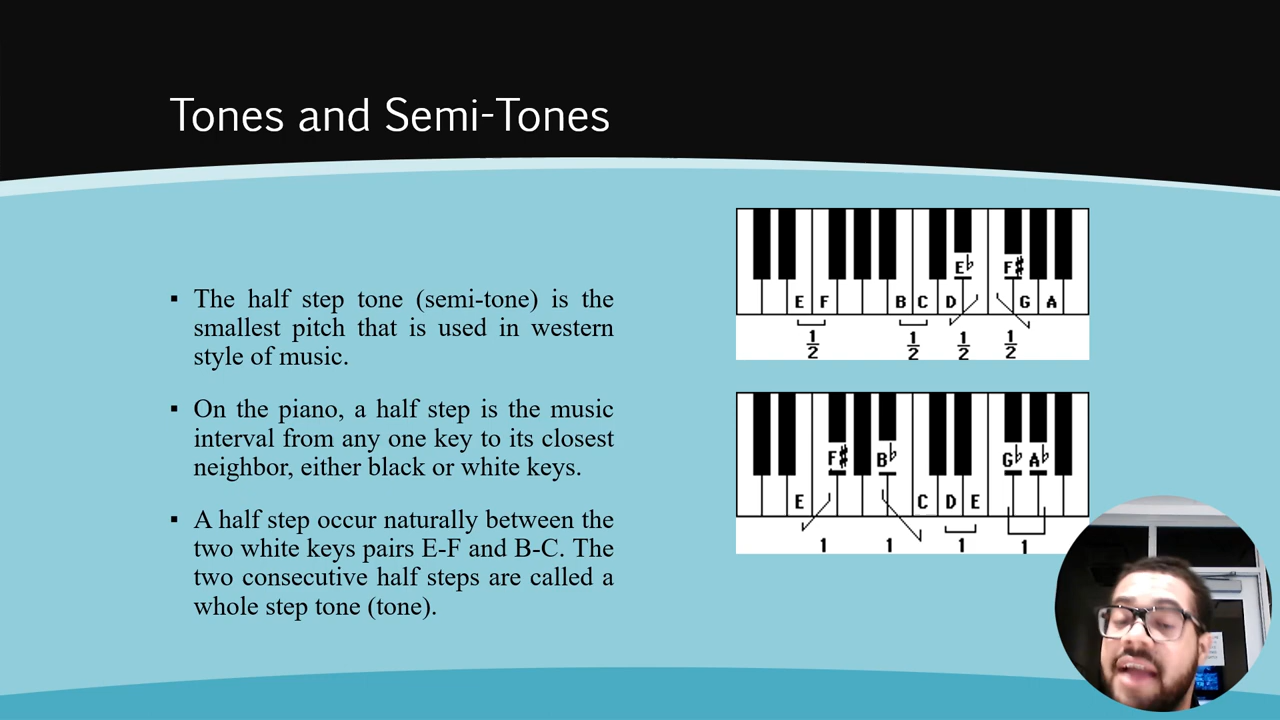 Tones and Semi-Tones
▪ The half step tone (semi-tone) is the
smallest pitch that is used in western
style of music.
▪ On the piano, a half step is the music
interval from any one key to its closest
neighbor, either black or white keys.
▪ A half step occur naturally between the
two white keys pairs E-F and B-C. The
two consecutive half steps are called a
whole step tone (tone).
E♭ F♯
E F B C D G A
1/2 1/2 1/2 1/2
F♯ B♭ G♭ A♭
E C D E
1 1 1 1